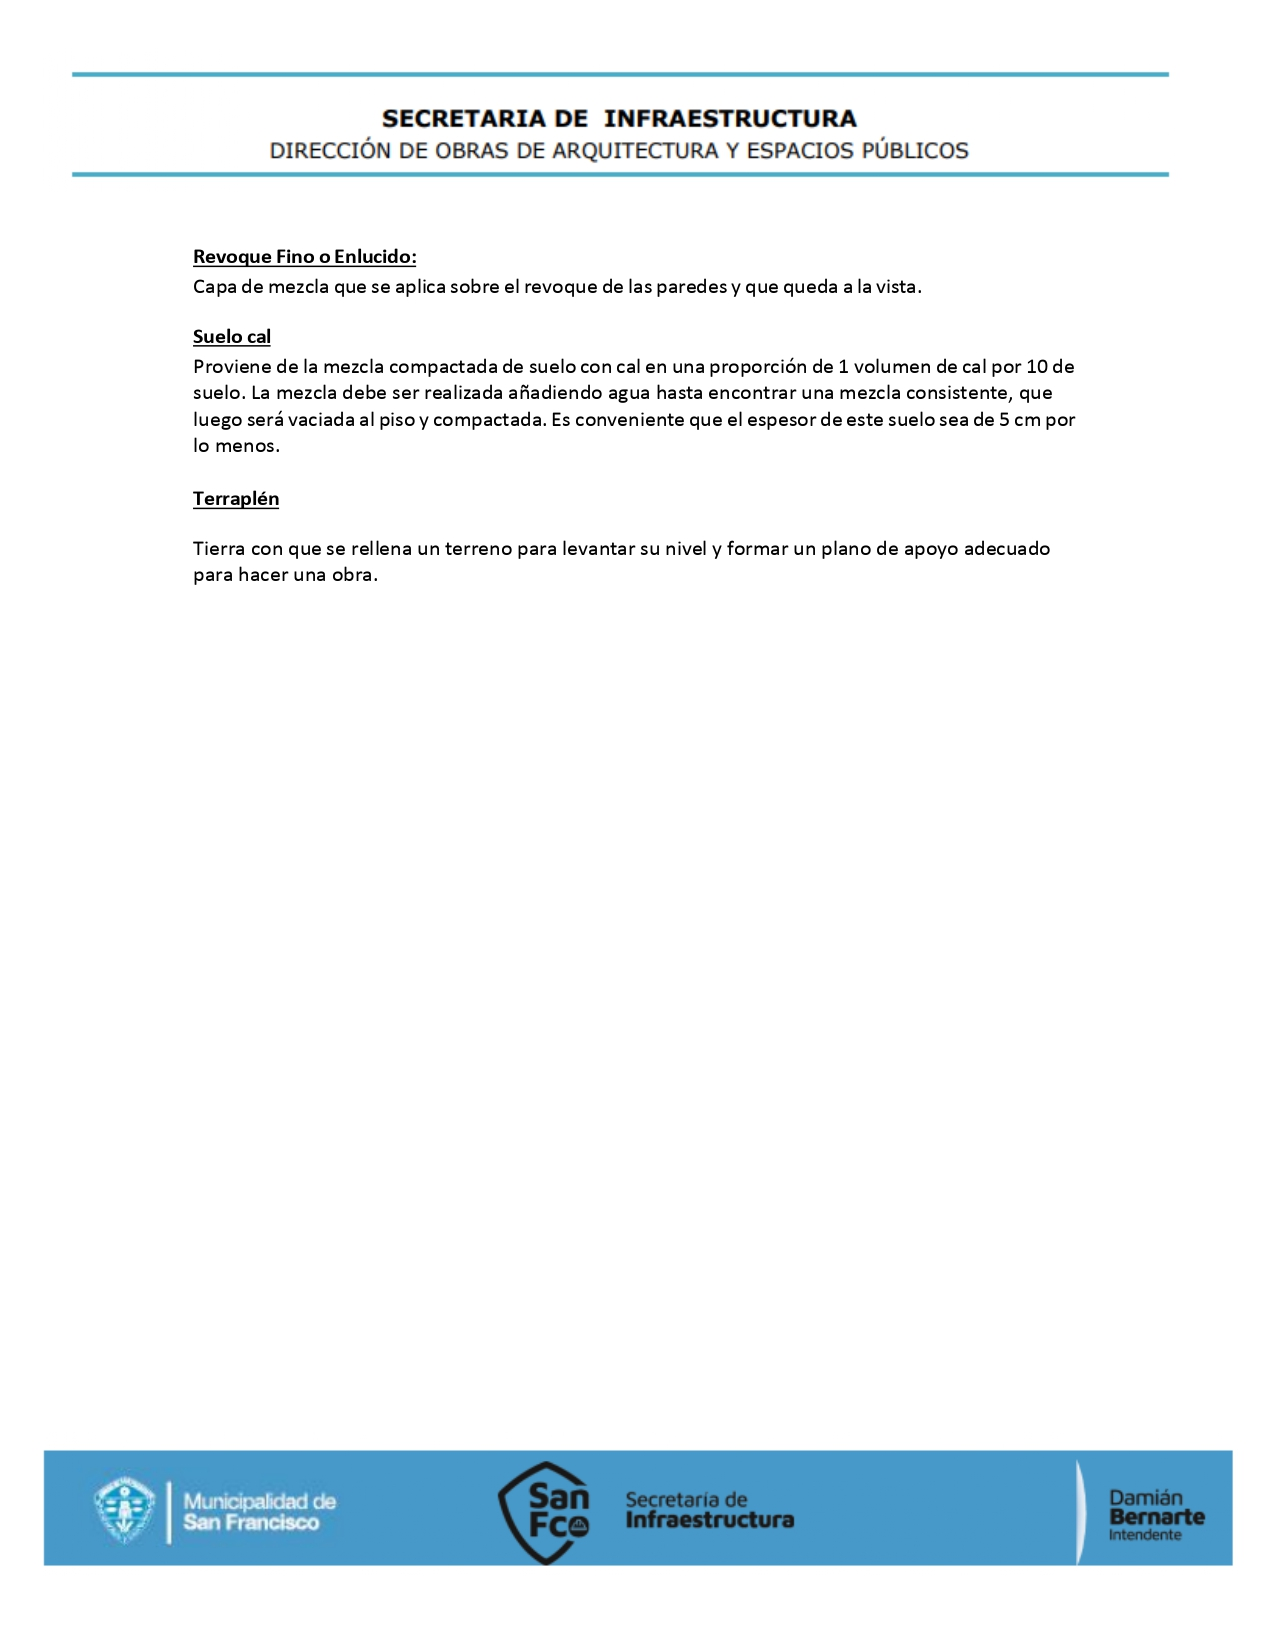 SECRETARIA DE INFRAESTRUCTURA
DIRECCIÓN DE OBRAS DE ARQUITECTURA Y ESPACIOS PÚBLICOS
Revoque Fino o Enlucido:
Capa de mezcla que se aplica sobre el revoque de las paredes y que queda a la vista.
Suelo cal
Proviene de la mezcla compactada de suelo con cal en una proporción de 1 volumen de cal por 10 de
suelo. La mezcla debe ser realizada añadiendo agua hasta encontrar una mezcla consistente, que
luego será vaciada al piso y compactada. Es conveniente que el espesor de este suelo sea de 5 cm por
lo menos.
Terraplén
Tierra con que se rellena un terreno para levantar su nivel y formar un plano de apoyo adecuado
para hacer una obra.
Municipalidad de
San Francisco
San
Fco
Secretaría de
Infraestructura
Damián
Bernarte
Intendente